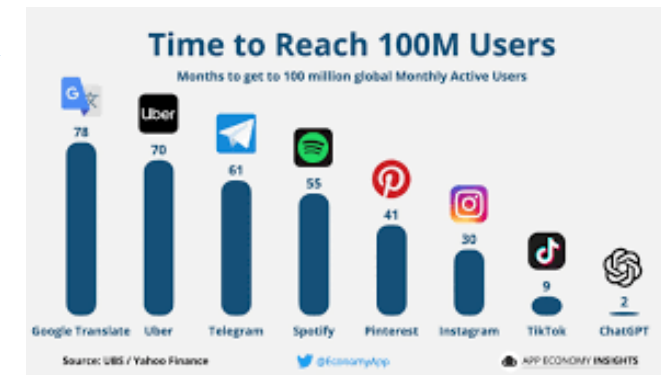 Time to Reach 100M Users
Months to get to 100 million global Monthly Active Users
G 文
Uber
78
70
61
55
41
30
9
2
Google Translate Uber Telegram Spotify Pinterest Instagram TikTok ChatGPT
Source: UBS / Yahoo Finance @EconomyApp APP ECONOMY INSIGHTS